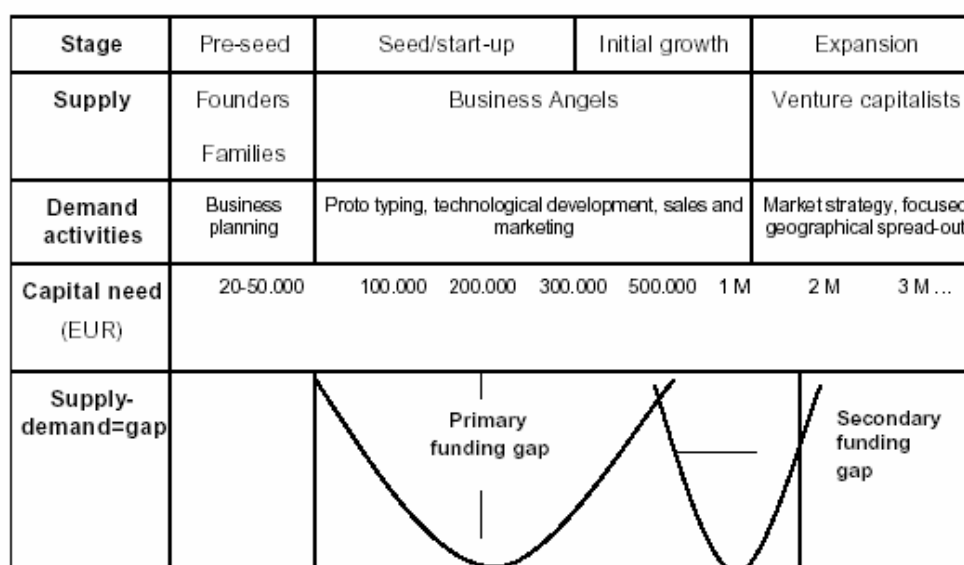 Stage Pre-seed Seed/start-up Initial growth Expansion
Supply Founders Business Angels Venture capitalists
Families
Demand activities Business planning Proto typing, technological development, sales and marketing Market strategy, focused geographical spread-out
Capital need 20-50.000 100.000 200.000 300.000 500.000 1 M 2 M 3 M ...
(EUR)
Supply-
demand=gap
Primary
funding gap
Secondary
funding
gap